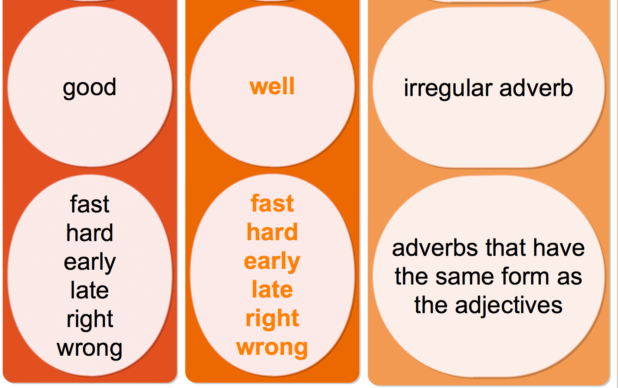 good
well
irregular adverb
fast
hard
early
late
right
wrong
fast
hard
early
late
right
wrong
adverbs that have
the same form as
the adjectives